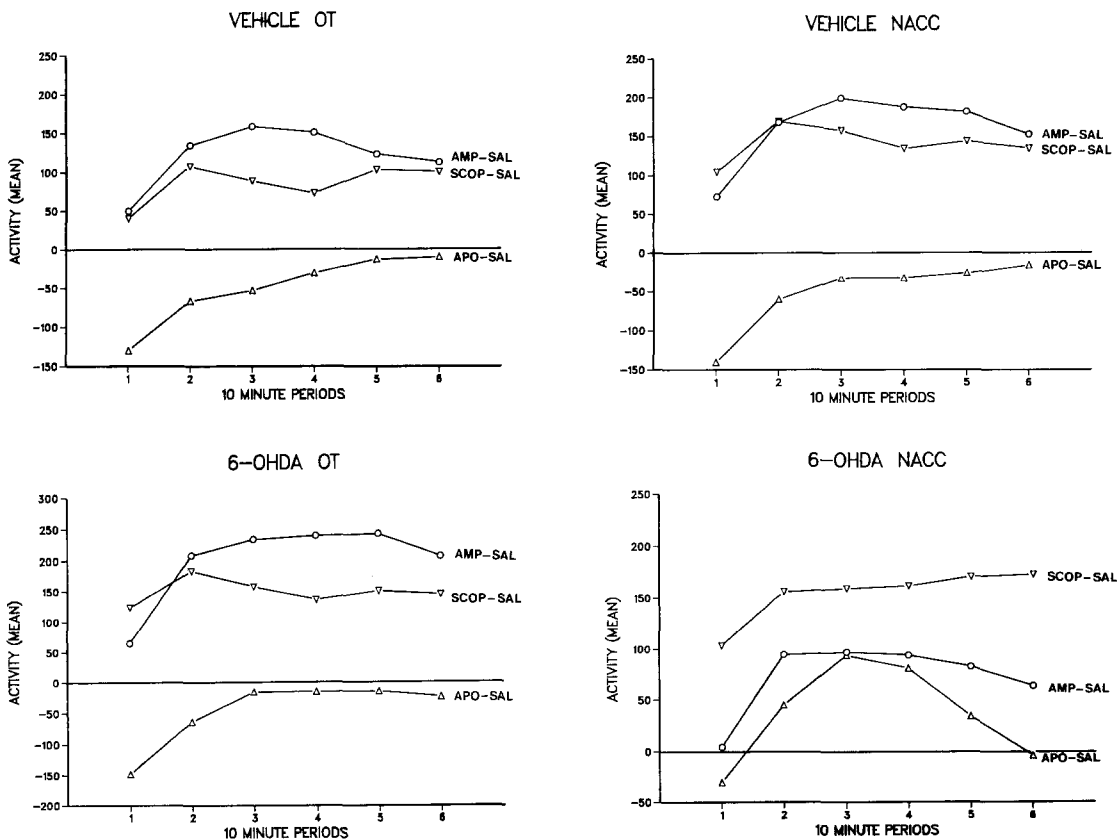 VEHICLE OT
250
200
150
100
50
0
−50
−100
−150
ACTIVITY (MEAN)
AMP−SAL
SCOP−SAL
APO−SAL
1 2 3 4 5 6
10 MINUTE PERIODS
VEHICLE NACC
250
200
150
100
50
0
−50
−100
−150
ACTIVITY (MEAN)
AMP−SAL
SCOP−SAL
APO−SAL
1 2 3 4 5 6
10 MINUTE PERIODS
6−OHDA OT
300
250
200
150
100
50
0
−50
−100
−150
−200
ACTIVITY (MEAN)
AMP−SAL
SCOP−SAL
APO−SAL
1 2 3 4 5 6
10 MINUTE PERIODS
6−OHDA NACC
250
200
150
100
50
0
−50
ACTIVITY (MEAN)
SCOP−SAL
AMP−SAL
APO−SAL
1 2 3 4 5 6
10 MINUTE PERIODS